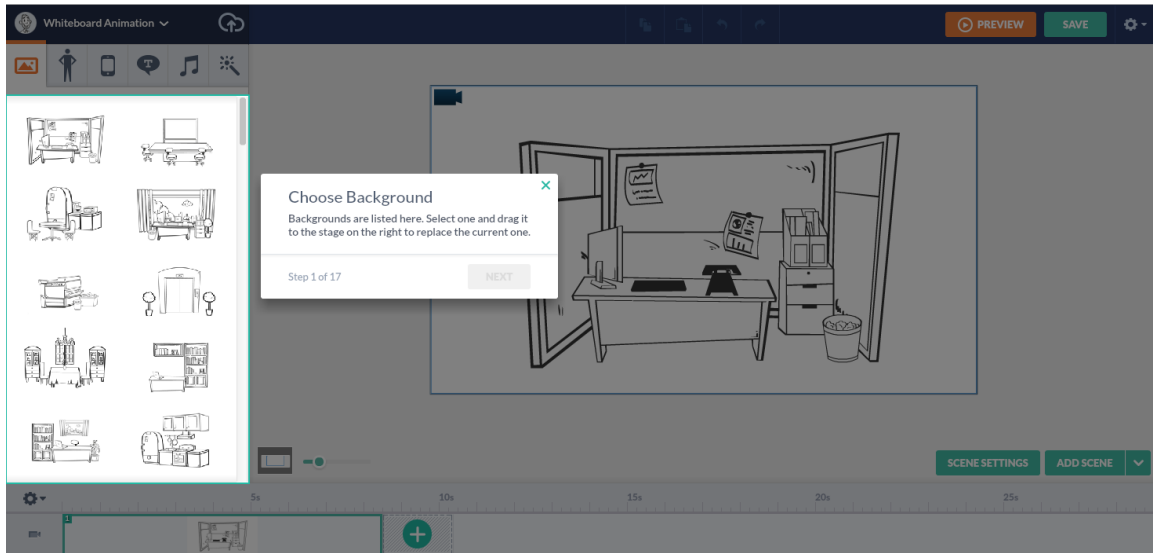 Whiteboard Animation
PREVIEW
SAVE
T
Choose Background
Backgrounds are listed here. Select one and drag it
to the stage on the right to replace the current one.
Step 1 of 17
NEXT
SCENE SETTINGS
ADD SCENE
5s
10s
15s
20s
25s
1